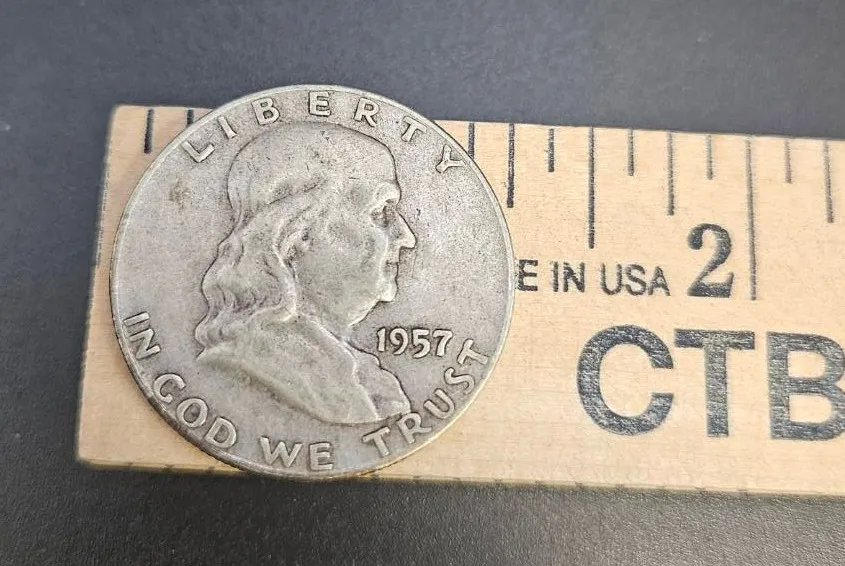 LIBERTY
1957
IN GOD WE TRUST
2
E IN USA
CTB